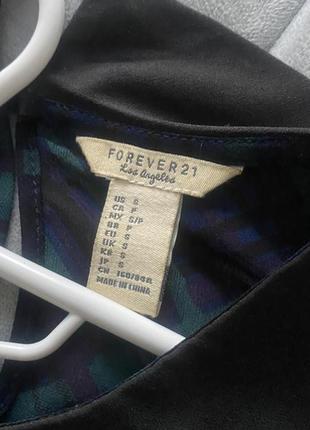 FOREVER 21
Los Angeles
US S
CA P
MX S/P
BR P
EU S
UK S
KR S
JP S
CN 160/84A
MADE IN CHINA